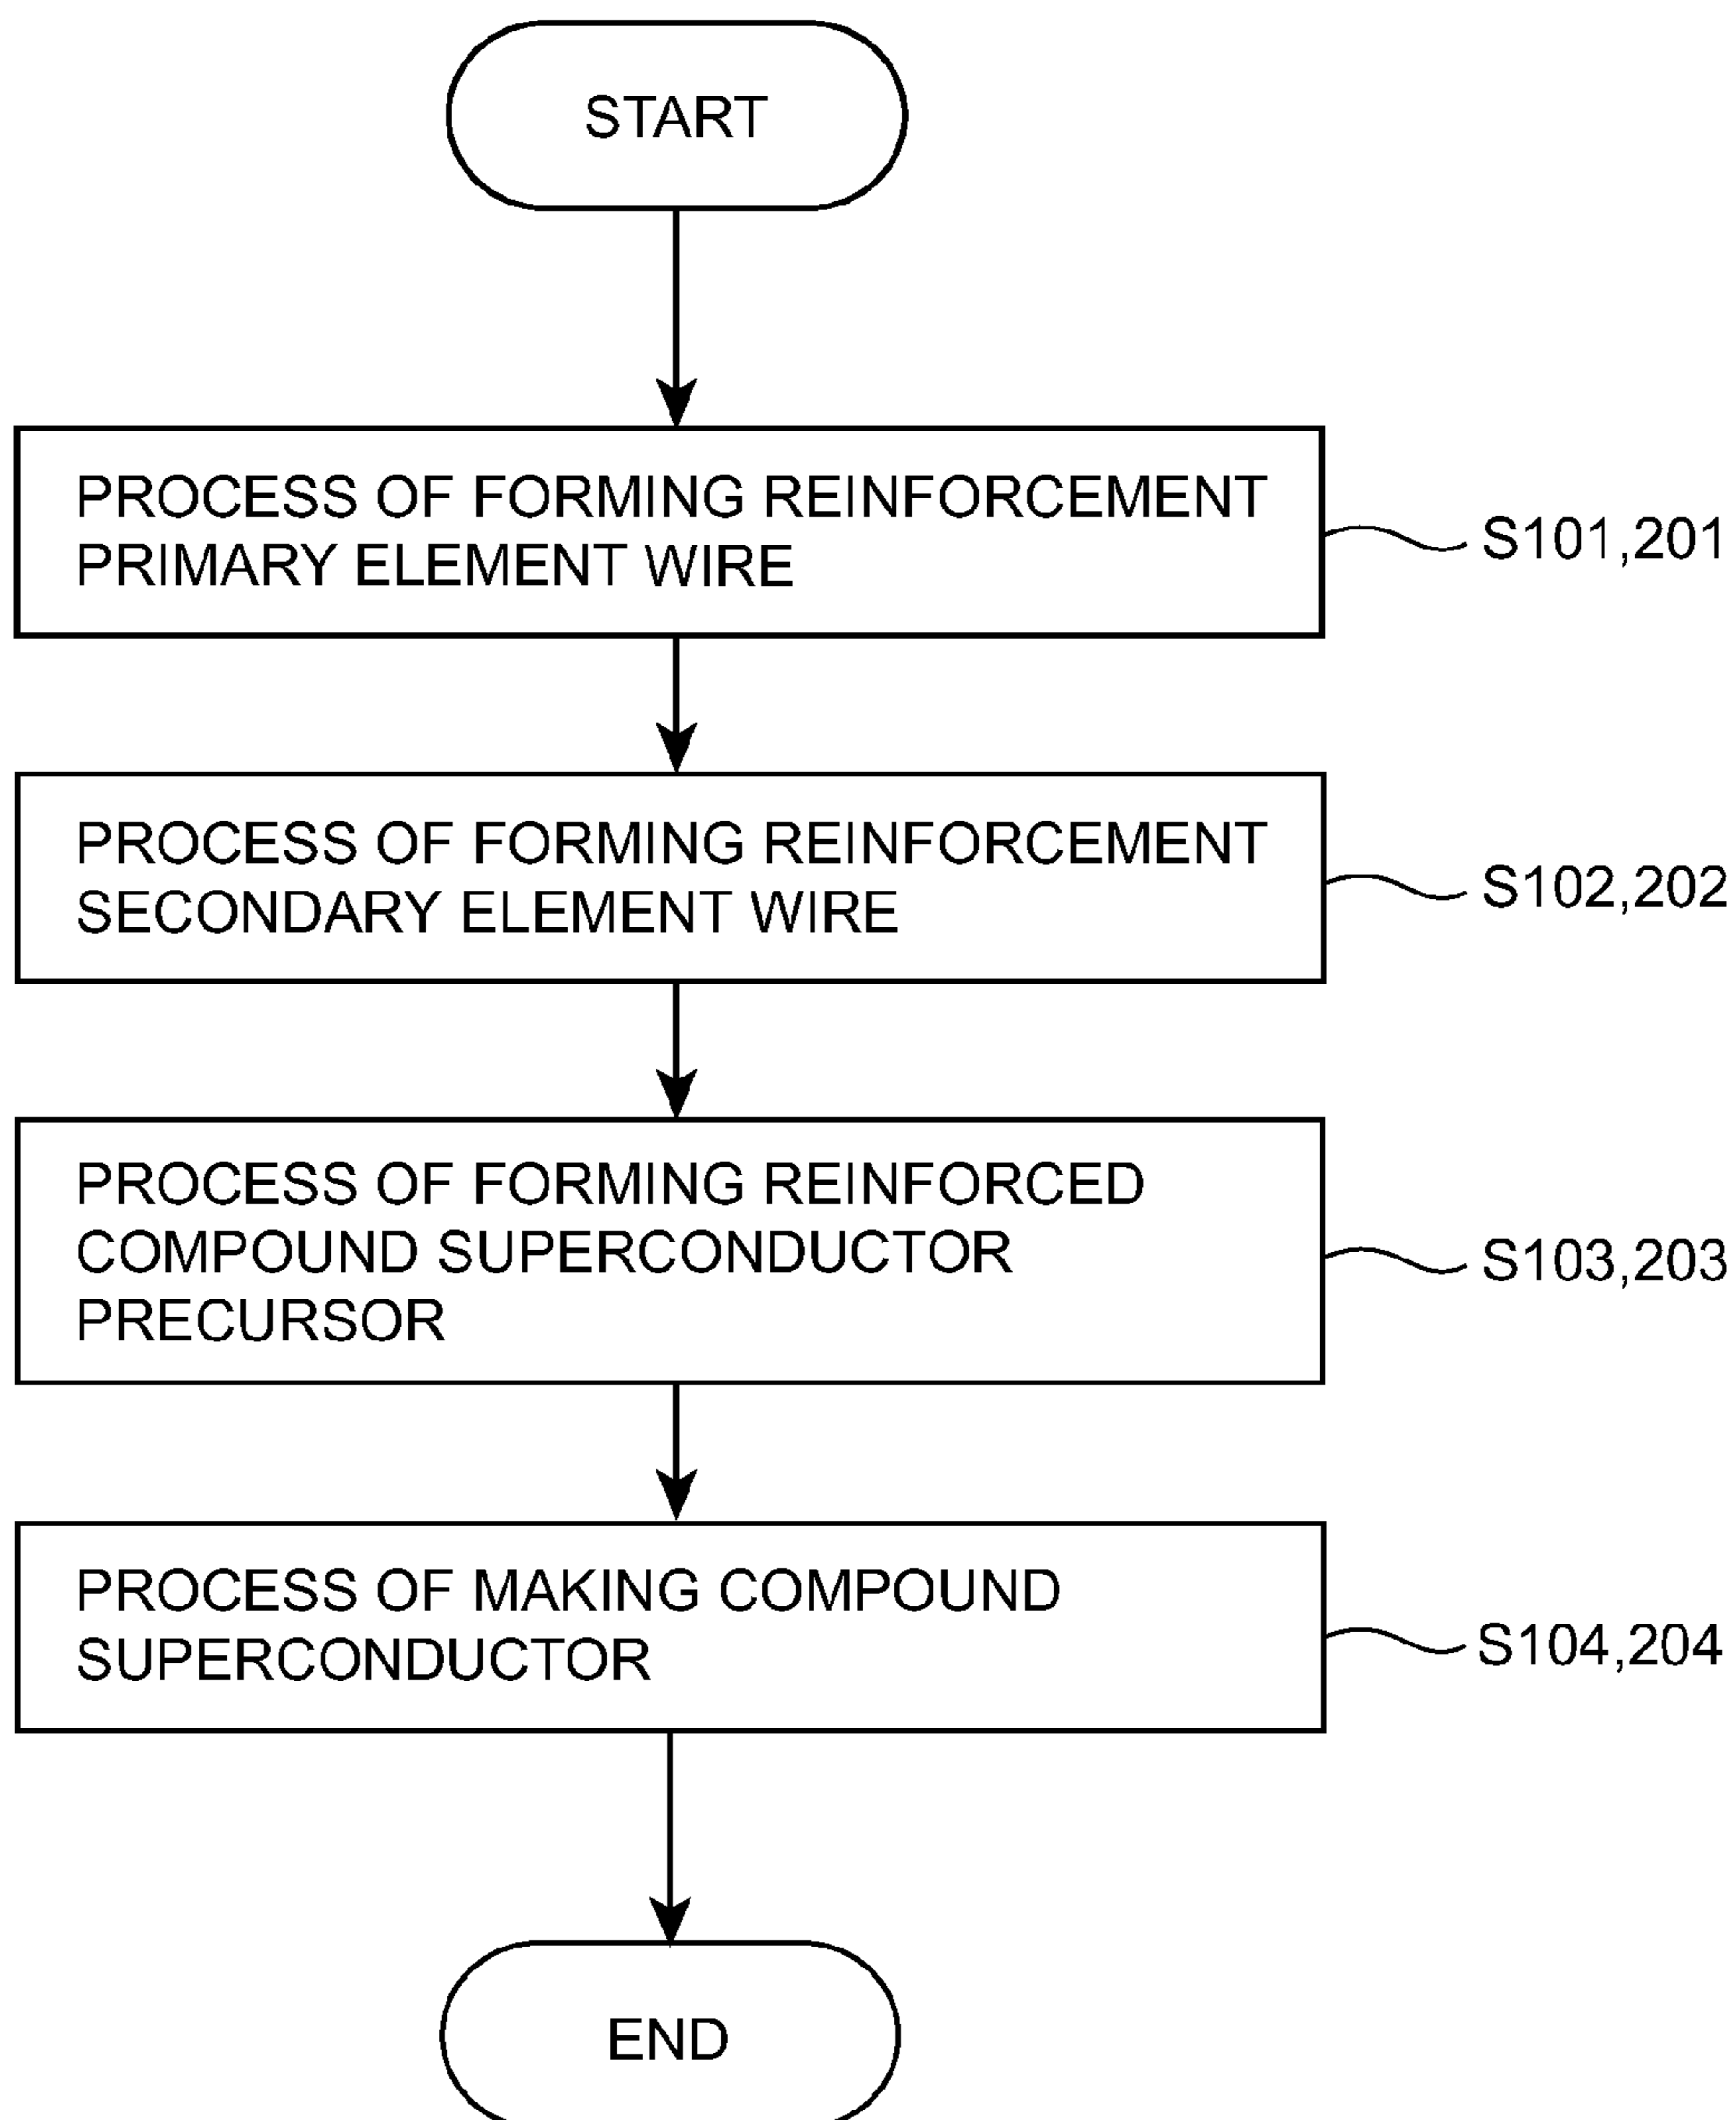 START
PROCESS OF FORMING REINFORCEMENT
PRIMARY ELEMENT WIRE
S101,201
PROCESS OF FORMING REINFORCEMENT
SECONDARY ELEMENT WIRE
S102,202
PROCESS OF FORMING REINFORCED
COMPOUND SUPERCONDUCTOR
PRECURSOR
S103,203
PROCESS OF MAKING COMPOUND
SUPERCONDUCTOR
S104,204
END